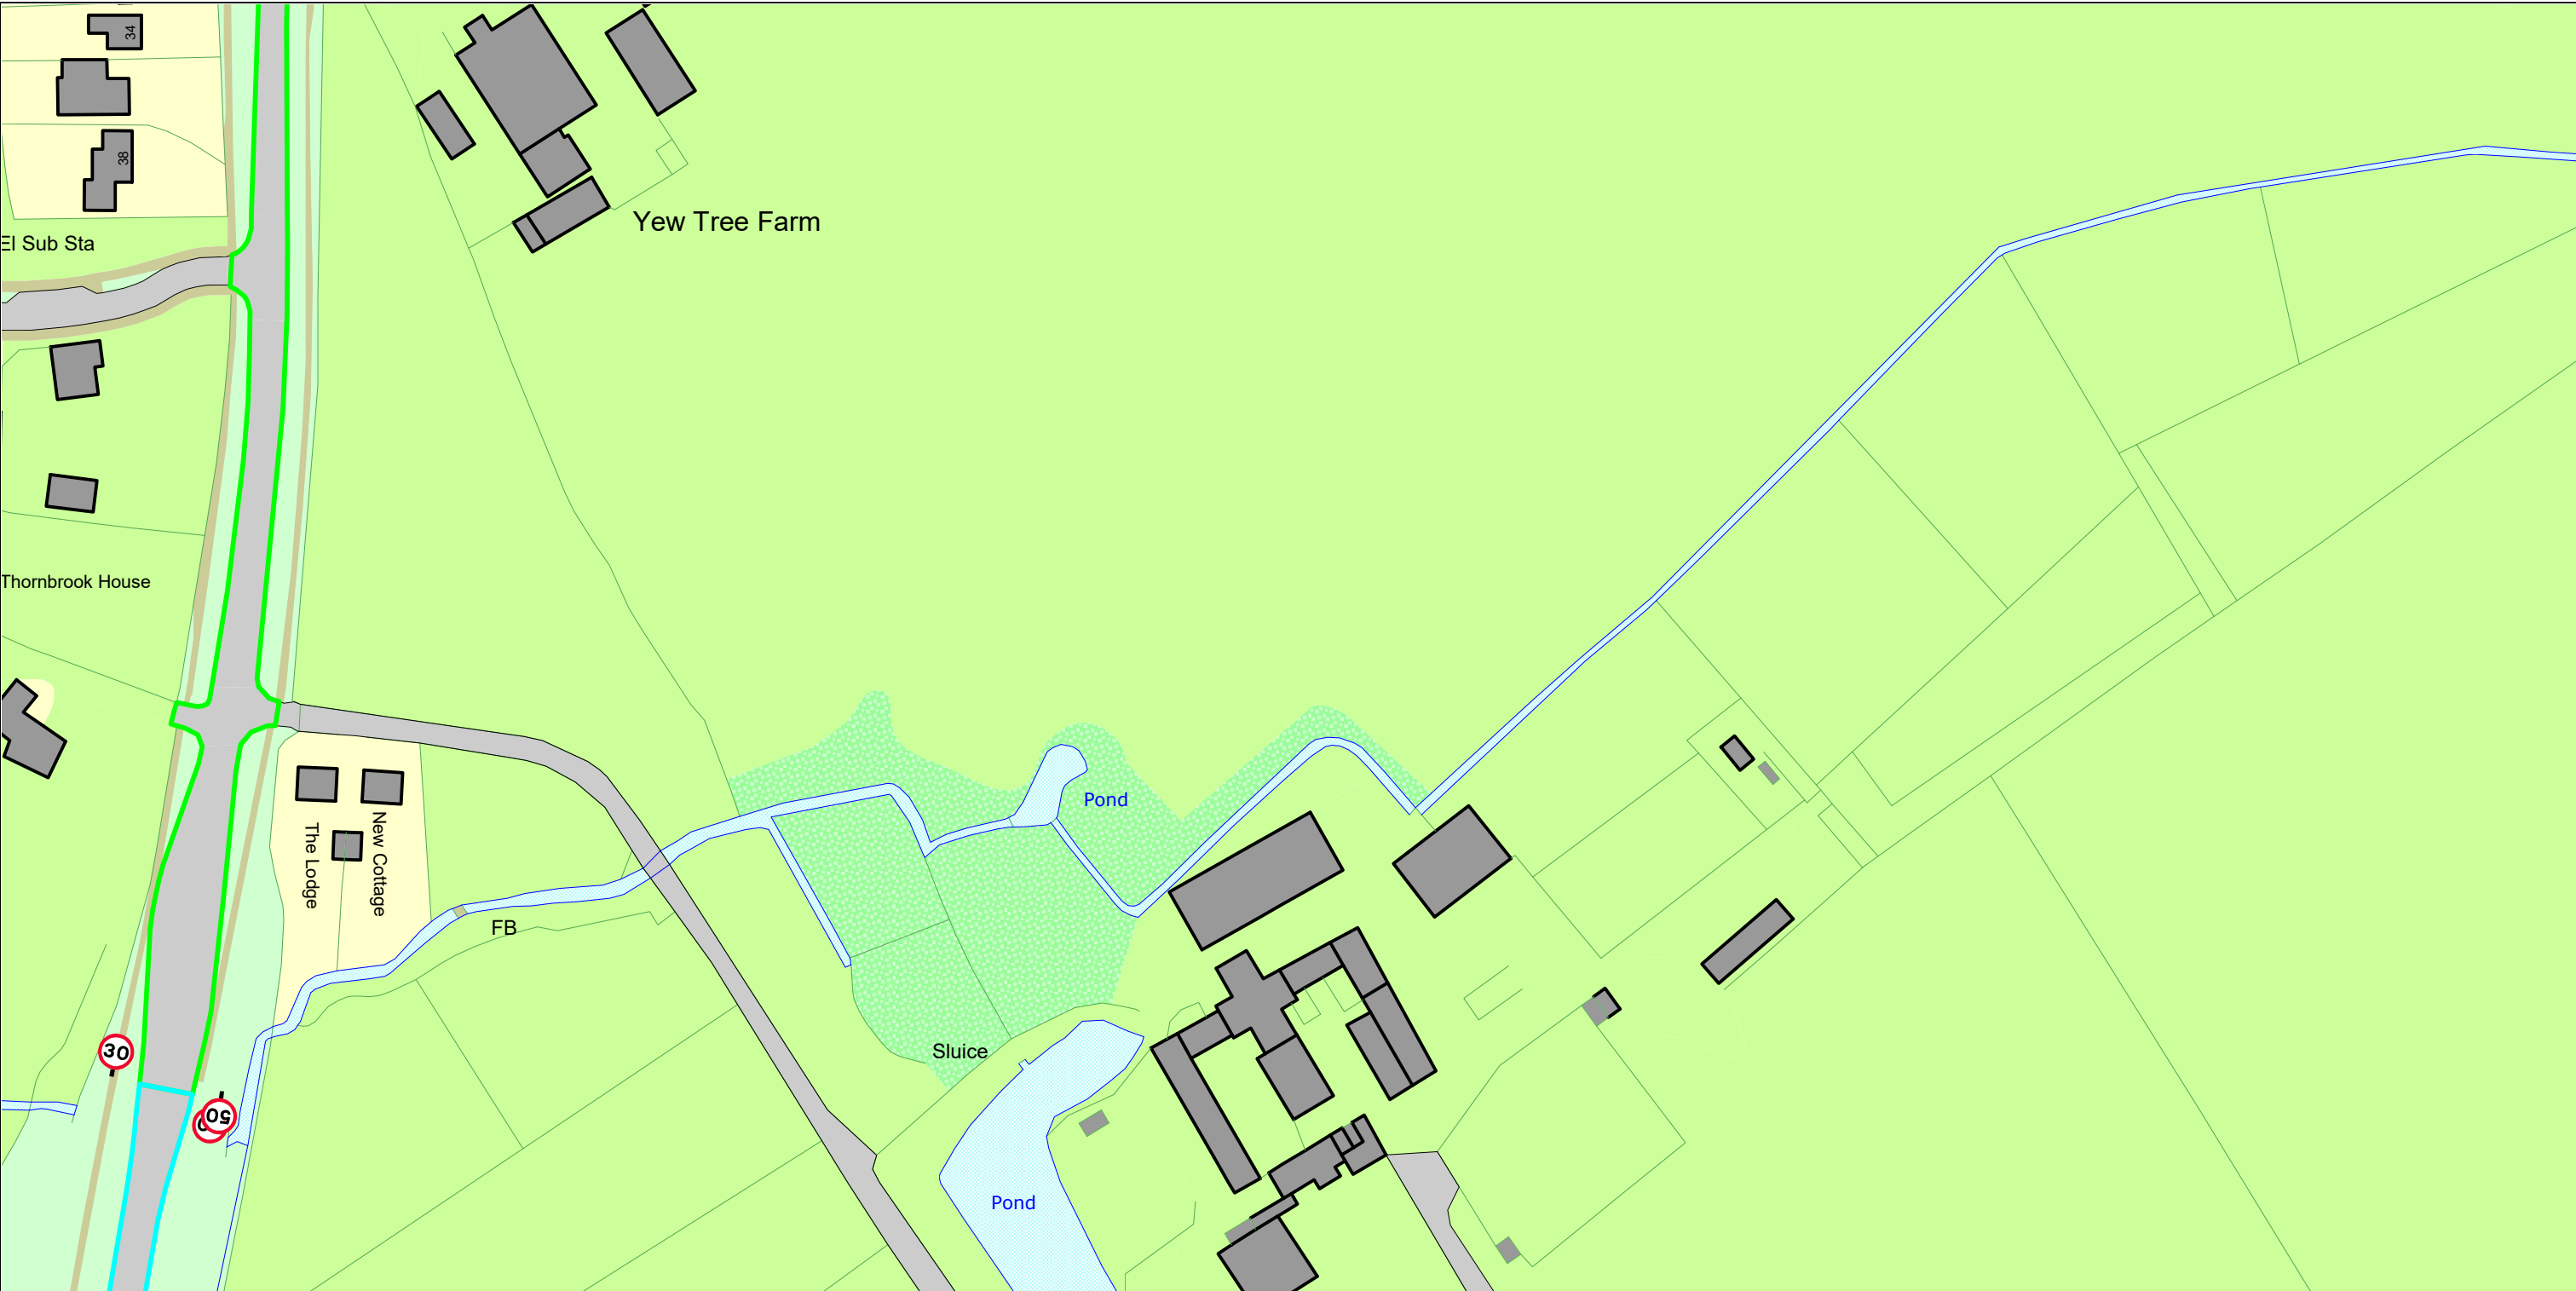 34
38
Yew Tree Farm
El Sub Sta
Thornbrook House
Pond
The Lodge
New Cottage
FB
30
Sluice
50
Pond